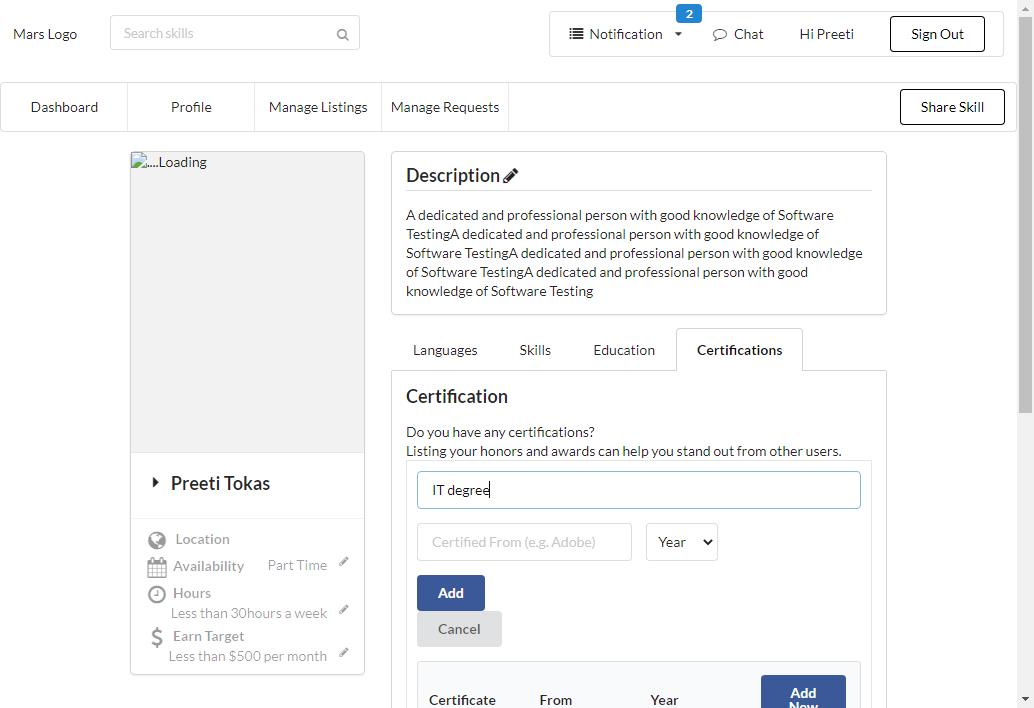 2
Mars Logo
Search skills
Notification
Chat
Hi Preeti
Sign Out
Dashboard
Profile
Manage Listings
Manage Requests
Share Skill
....Loading
Description
A dedicated and professional person with good knowledge of Software
TestingA dedicated and professional person with good knowledge of
Software TestingA dedicated and professional person with good knowledge
of Software TestingA dedicated and professional person with good
knowledge of Software Testing
Languages
Skills
Education
Certifications
Certification
Do you have any certifications?
Listing your honors and awards can help you stand out from other users.
IT degree
Certified From (e.g. Adobe)
Year
Add
Cancel
Certificate
From
Year
Add
New
Preeti Tokas
Location
Availability
Part Time
Hours
Less than 30hours a week
Earn Target
Less than $500 per month